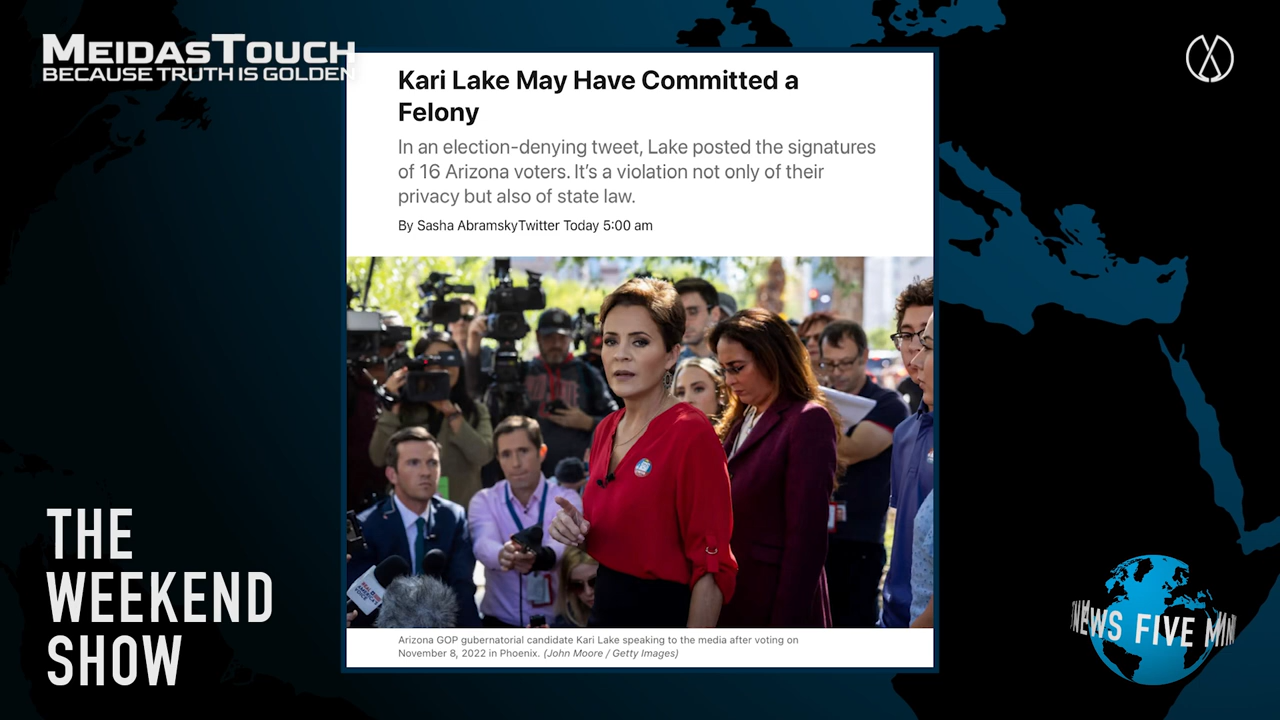 MEIDASTOUCH
BECAUSE TRUTH IS GOLDEN
Kari Lake May Have Committed a
Felony
In an election-denying tweet, Lake posted the signatures
of 16 Arizona voters. It’s a violation not only of their
privacy but also of state law.
By Sasha AbramskyTwitter Today 5:00 am
Arizona GOP gubernatorial candidate Kari Lake speaking to the media after voting on
November 8, 2022 in Phoenix. (John Moore / Getty Images)
THE
WEEKEND
SHOW
NEWS FIVE MIN